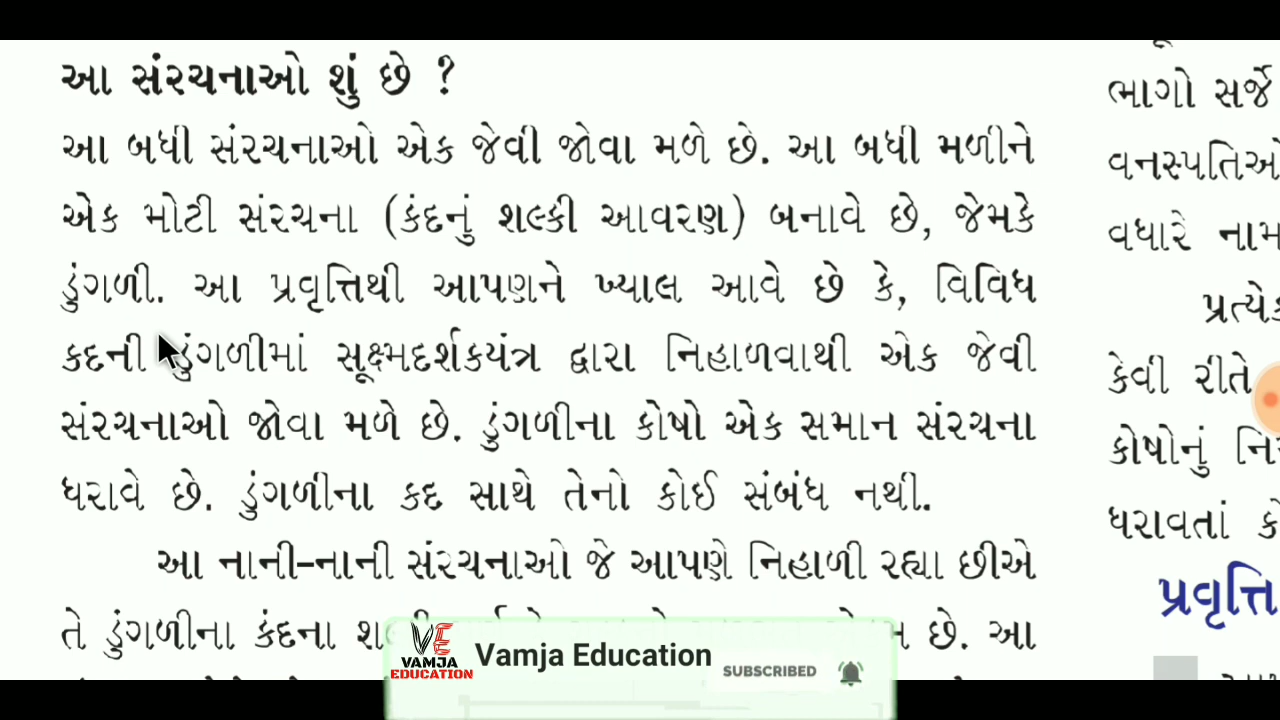 આ સંરચનાઓ શું છે ?
આ બધી સંરચનાઓ એક જેવી જોવા મળે છે. આ બધી મળીને
એક મોટી સંરચના (કંદનું શલ્કી આવરણ) બનાવે છે, જેમકે
ડુંગળી. આ પ્રવૃત્તિથી આપણને ખ્યાલ આવે છે કે, વિવિધ
કદની ડુંગળીમાં સૂક્ષ્મદર્શકયંત્ર દ્વારા નિહાળવાથી એક જેવી
સંરચનાઓ જોવા મળે છે. ડુંગળીના કોષો એક સમાન સંરચના
ધરાવે છે. ડુંગળીના કદ સાથે તેનો કોઈ સંબંધ નથી.
આ નાની-નાની સંરચનાઓ જે આપણે નિહાળી રહ્યા છીએ
તે ડુંગળીના કંદના છે. આ
ભાગો સર્જે
વનસ્પતિઓ
વધારે નામ
પ્રત્યેક
કેવી રીતે
કોષોનું
ધરાવતાં
પ્રવૃત્તિ
VE
VAMJA
EDUCATION
Vamja Education
SUBSCRIBED